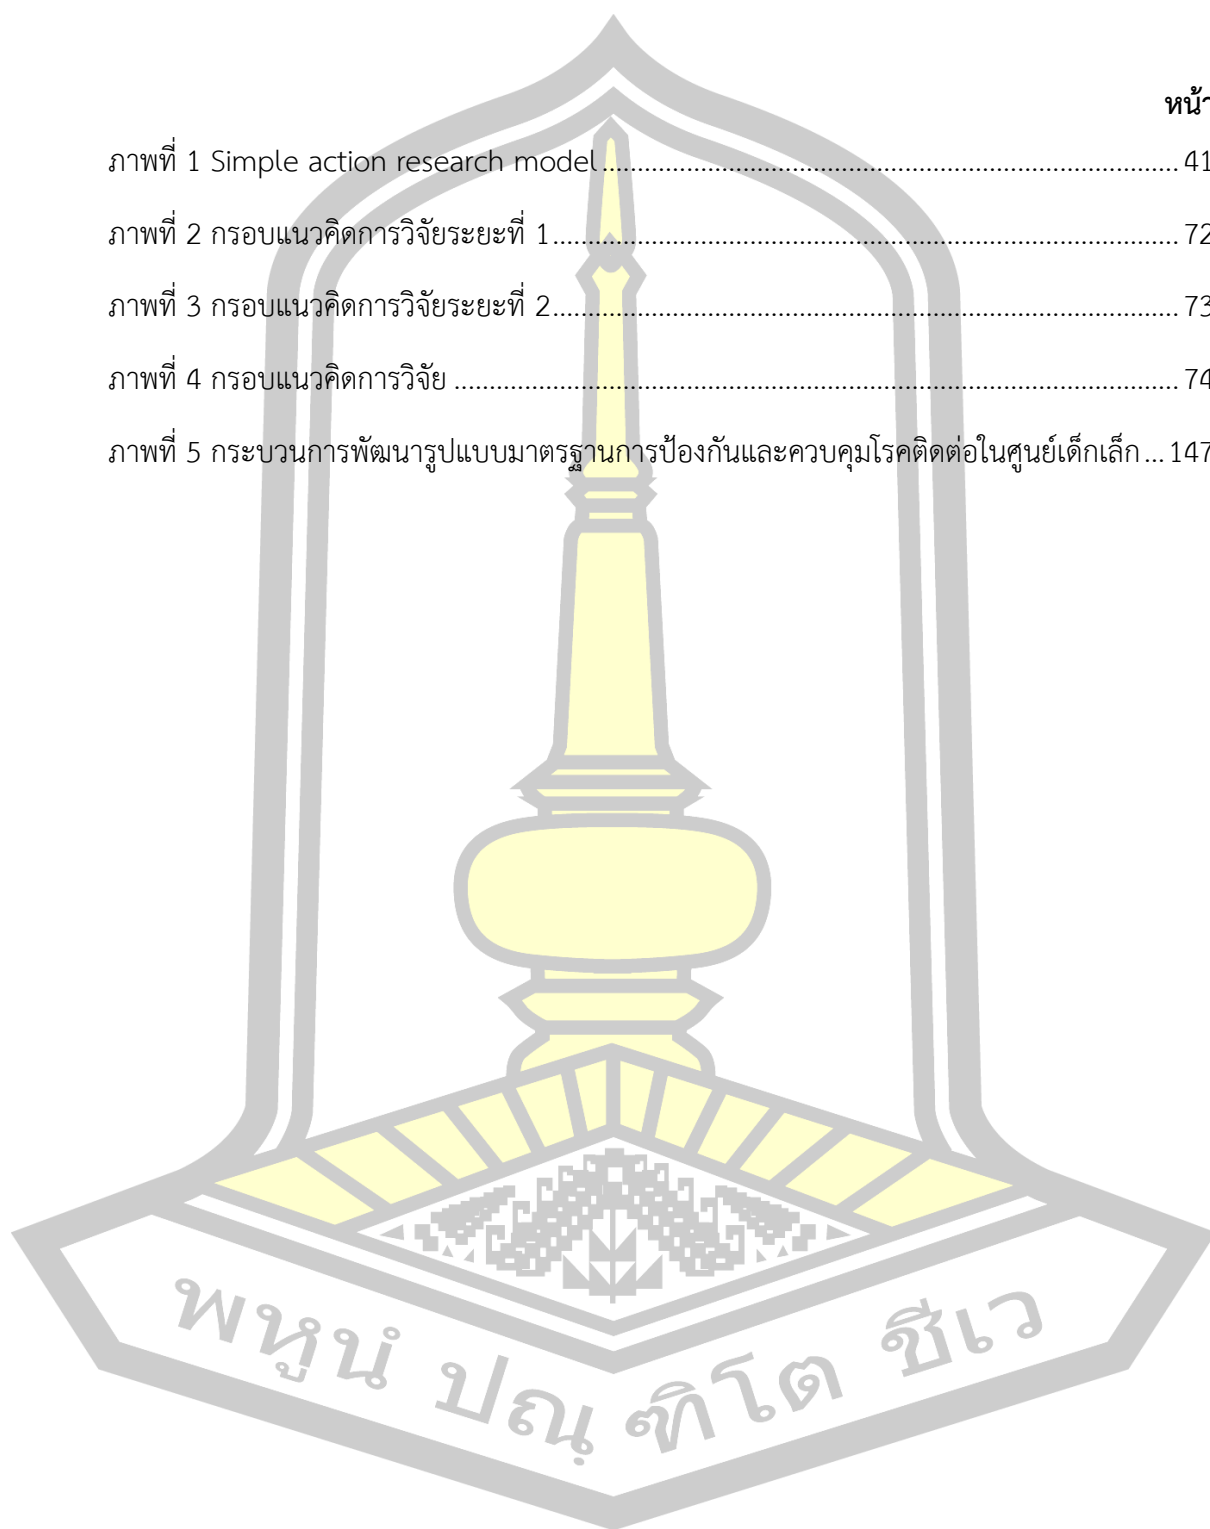 หน้า
ภาพที่ 1 Simple action research model........................................................................ 41
ภาพที่ 2 กรอบแนวคิดการวิจัยระยะที่ 1.............................................................................. 72
ภาพที่ 3 กรอบแนวคิดการวิจัยระยะที่ 2.............................................................................. 73
ภาพที่ 4 กรอบแนวคิดการวิจัย .......................................................................................... 74
ภาพที่ 5 กระบวนการพัฒนารูปแบบมาตรฐานการป้องกันและควบคุมโรคติดต่อในศูนย์เด็กเล็ก... 147
พหูนํ ปณฺฑิโต ชีเว